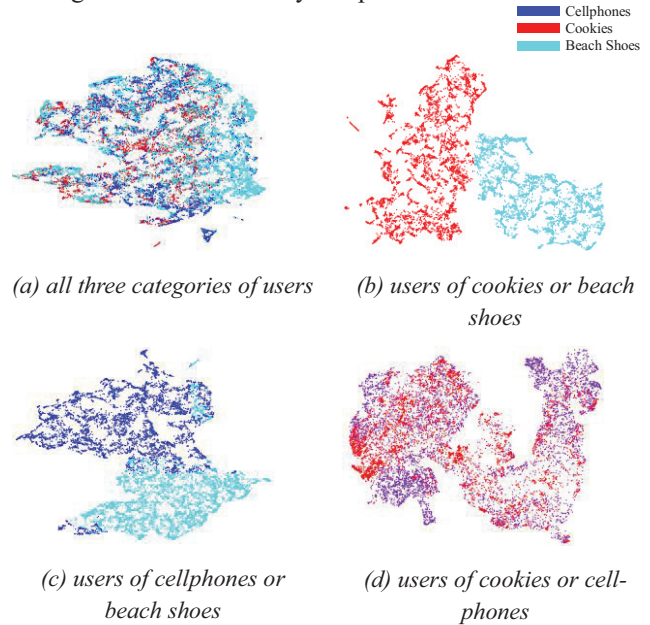 Cellphones
Cookies
Beach Shoes
(a) all three categories of users
(b) users of cookies or beach
shoes
(c) users of cellphones or
beach shoes
(d) users of cookies or cell-
phones